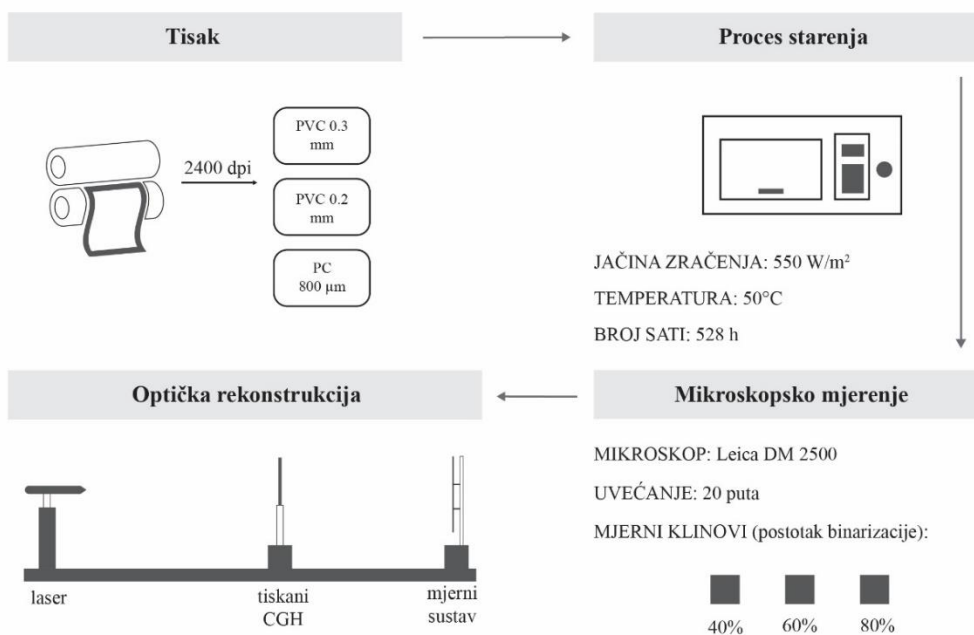 Tisak
Proces starenja
2400 dpi
PVC 0.3
mm
PVC 0.2
mm
PC
800 µm
JAČINA ZRAČENJA: 550 W/m²
TEMPERATURA: 50°C
BROJ SATI: 528 h
Optička rekonstrukcija
Mikroskopsko mjerenje
MIKROSKOP: Leica DM 2500
UVEĆANJE: 20 puta
MJERNI KLINOVI (postotak binarizacije):
laser
tiskani
CGH
mjerni
sustav
40%
60%
80%